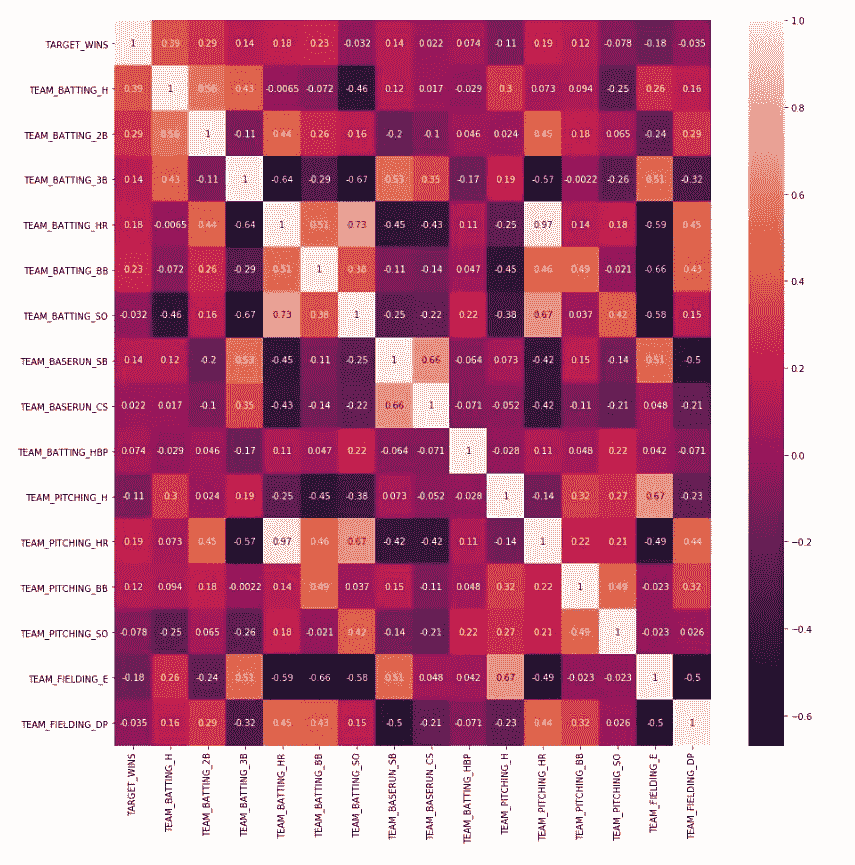 TARGET_WINS 1 0.39 0.29 0.14 0.18 0.23 -0.032 0.14 0.022 0.074 -0.11 0.19 0.12 -0.078 -0.18 -0.035
TEAM_BATTING_H 0.39 1 0.56 0.43 -0.0065 -0.072 -0.46 0.12 0.017 -0.029 0.3 0.073 0.094 -0.25 0.26 0.16
TEAM_BATTING_2B 0.29 0.56 1 -0.11 0.44 0.26 0.16 -0.2 -0.1 0.046 0.024 0.45 0.18 0.065 -0.24 0.29
TEAM_BATTING_3B 0.14 0.43 -0.11 1 -0.64 -0.29 -0.67 0.53 0.35 -0.17 0.19 -0.57 -0.0022 -0.26 0.51 -0.32
TEAM_BATTING_HR 0.18 -0.0065 0.44 -0.64 1 0.51 0.73 -0.45 -0.43 0.11 -0.25 0.97 0.14 0.18 -0.59 0.45
TEAM_BATTING_BB 0.23 -0.072 0.26 -0.29 0.51 1 0.38 -0.11 -0.14 0.047 -0.45 0.46 0.49 -0.021 -0.66 0.43
TEAM_BATTING_SO -0.032 -0.46 0.16 -0.67 0.73 0.38 1 -0.25 -0.22 0.22 -0.38 0.67 0.037 0.42 -0.58 0.15
TEAM_BASERUN_SB 0.14 0.12 -0.2 0.53 -0.45 -0.11 -0.25 1 0.66 -0.064 0.073 -0.42 0.15 -0.14 0.51 -0.5
TEAM_BASERUN_CS 0.022 0.017 -0.1 0.35 -0.43 -0.14 -0.22 0.66 1 -0.071 -0.052 -0.42 -0.11 -0.21 0.048 -0.21
TEAM_BATTING_HBP 0.074 -0.029 0.046 -0.17 0.11 0.047 0.22 -0.064 -0.071 1 -0.028 0.11 0.048 0.22 0.042 -0.071
TEAM_PITCHING_H -0.11 0.3 0.024 0.19 -0.25 -0.45 -0.38 0.073 -0.052 -0.028 1 -0.14 0.32 0.27 0.67 -0.23
TEAM_PITCHING_HR 0.19 0.073 0.45 -0.57 0.97 0.46 0.67 -0.42 -0.42 0.11 -0.14 1 0.22 0.21 -0.49 0.44
TEAM_PITCHING_BB 0.12 0.094 0.18 -0.0022 0.14 0.49 0.037 0.15 -0.11 0.048 0.32 0.22 1 0.49 -0.023 0.32
TEAM_PITCHING_SO -0.078 -0.25 0.065 -0.26 0.18 -0.021 0.42 -0.14 -0.21 0.22 0.27 0.21 0.49 1 -0.023 0.026
TEAM_FIELDING_E -0.18 0.26 -0.24 0.51 -0.59 -0.66 -0.58 0.51 0.048 0.042 0.67 -0.49 -0.023 -0.023 1 -0.5
TEAM_FIELDING_DP -0.035 0.16 0.29 -0.32 0.45 0.43 0.15 -0.5 -0.21 -0.071 -0.23 0.44 0.32 0.026 -0.5 1
TARGET_WINS
TEAM_BATTING_H
TEAM_BATTING_2B
TEAM_BATTING_3B
TEAM_BATTING_HR
TEAM_BATTING_BB
TEAM_BATTING_SO
TEAM_BASERUN_SB
TEAM_BASERUN_CS
TEAM_BATTING_HBP
TEAM_PITCHING_H
TEAM_PITCHING_HR
TEAM_PITCHING_BB
TEAM_PITCHING_SO
TEAM_FIELDING_E
TEAM_FIELDING_DP
1.0
0.8
0.6
0.4
0.2
0.0
−0.2
−0.4
−0.6